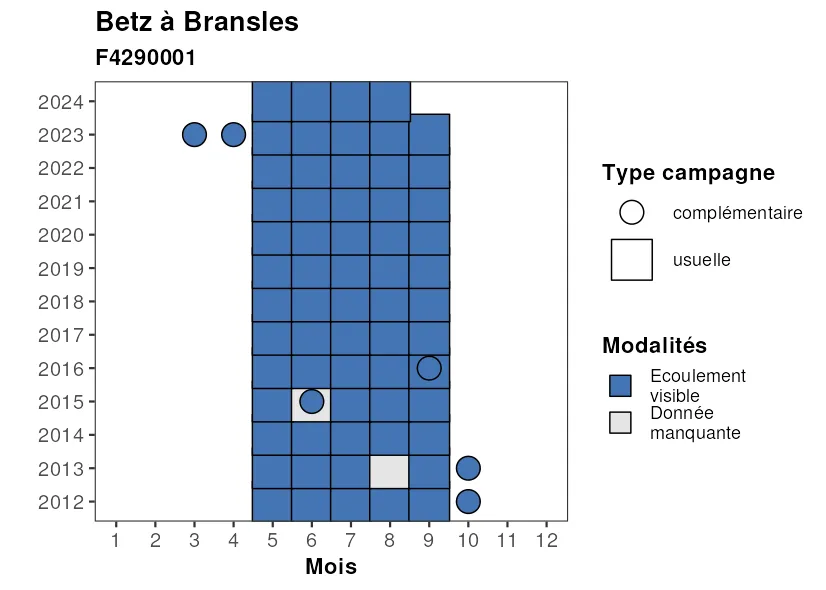 Betz à Bransles
F4290001
2024
2023
2022
2021
2020
2019
2018
2017
2016
2015
2014
2013
2012
1 2 3 4 5 6 7 8 9 10 11 12
Mois
Type campagne
complémentaire
usuelle
Modalités
Ecoulement
visible
Donnée
manquante